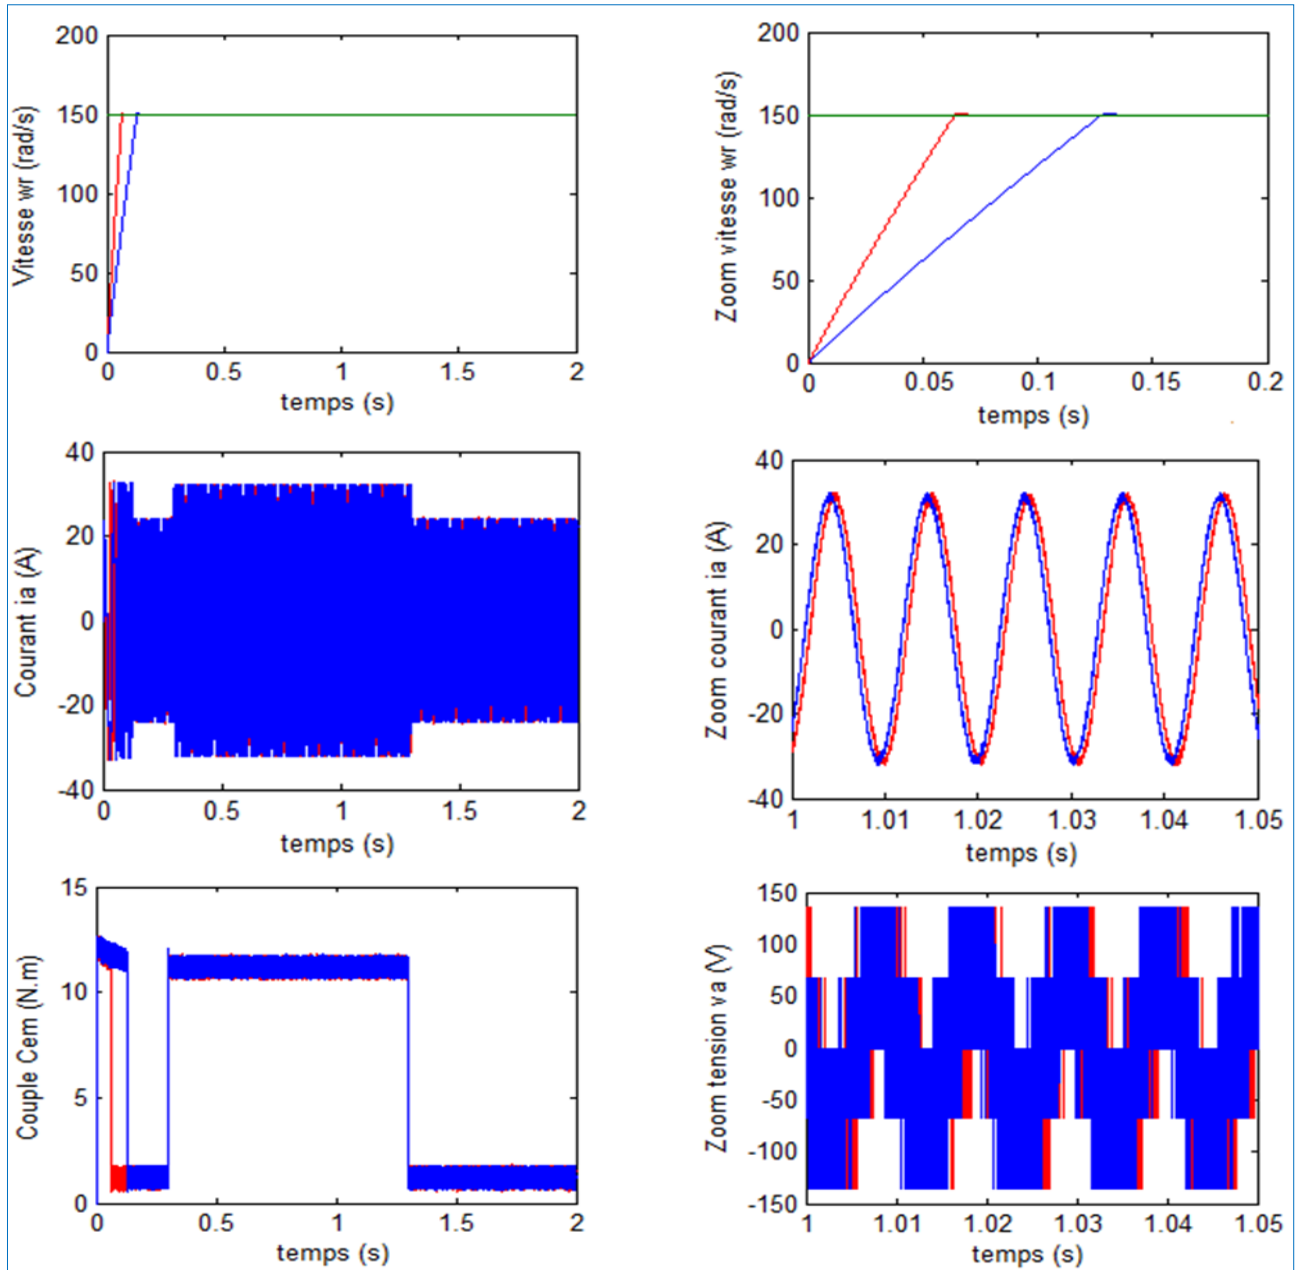 Vitesse wr (rad/s)
200
150
100
50
0
0 0.5 1 1.5 2
temps (s)
Zoom vitesse wr (rad/s)
200
150
100
50
0
0 0.05 0.1 0.15 0.2
temps (s)
Courant ia (A)
40
20
0
-20
-40
0 0.5 1 1.5 2
temps (s)
Zoom courant ia (A)
40
20
0
-20
-40
1 1.01 1.02 1.03 1.04 1.05
temps (s)
Couple Cem (N.m)
15
10
5
0
0 0.5 1 1.5 2
temps (s)
Zoom tension va (V)
150
100
50
0
-50
-100
-150
1 1.01 1.02 1.03 1.04 1.05
temps (s)